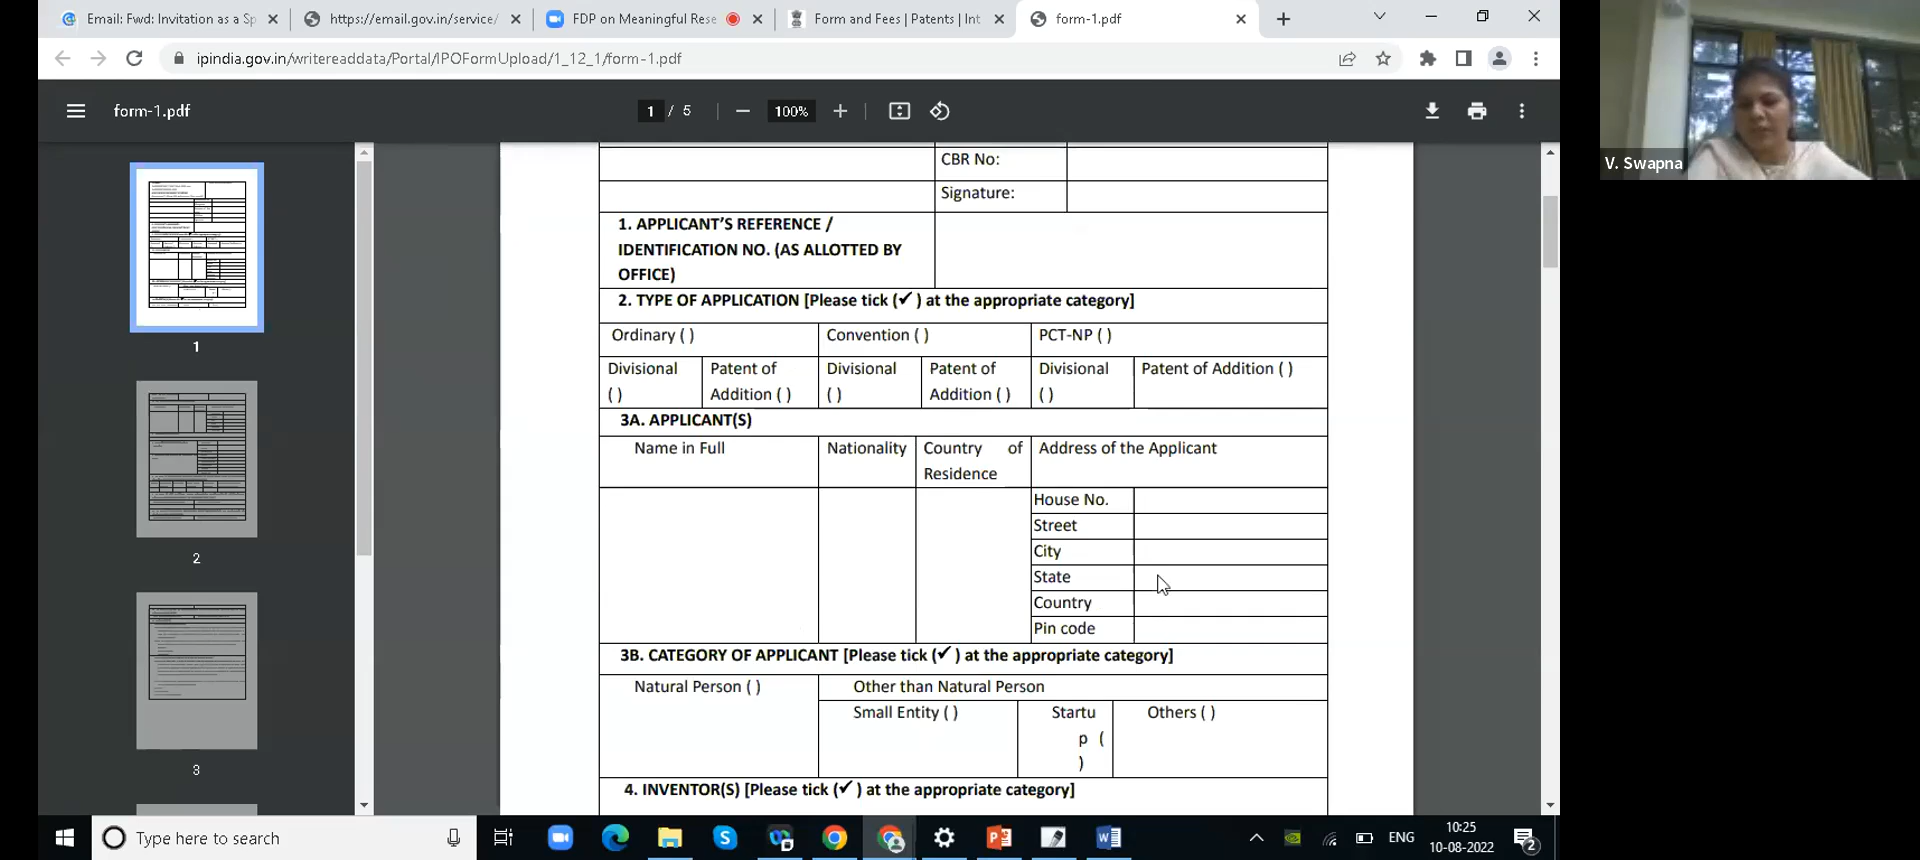 Email: Fwd: Invitation as a Sp
https://email.gov.in/service/
FDP on Meaningful Rese
Form and Fees | Patents | Int
form-1.pdf
ipindia.gov.in/writereaddata/Portal/IPOFormUpload/1_12_1/form-1.pdf
form-1.pdf
1 / 5
100%
V. Swapna
CBR No:
Signature:
1. APPLICANT'S REFERENCE /
IDENTIFICATION NO. (AS ALLOTTED BY
OFFICE)
2. TYPE OF APPLICATION [Please tick (✓) at the appropriate category]
Ordinary ( ) Convention ( ) PCT-NP ( )
Divisional Patent of Divisional Patent of Divisional Patent of Addition ( )
( ) Addition ( ) ( ) Addition ( ) ( )
3A. APPLICANT(S)
Name in Full Nationality Country of Address of the Applicant
Residence
House No.
Street
City
State
Country
Pin code
3B. CATEGORY OF APPLICANT [Please tick (✓) at the appropriate category]
Natural Person ( ) Other than Natural Person
Small Entity ( ) Startu Others ( )
p (
)
4. INVENTOR(S) [Please tick (✓) at the appropriate category]
1
2
3
Type here to search
ENG
10:25
10-08-2022
2